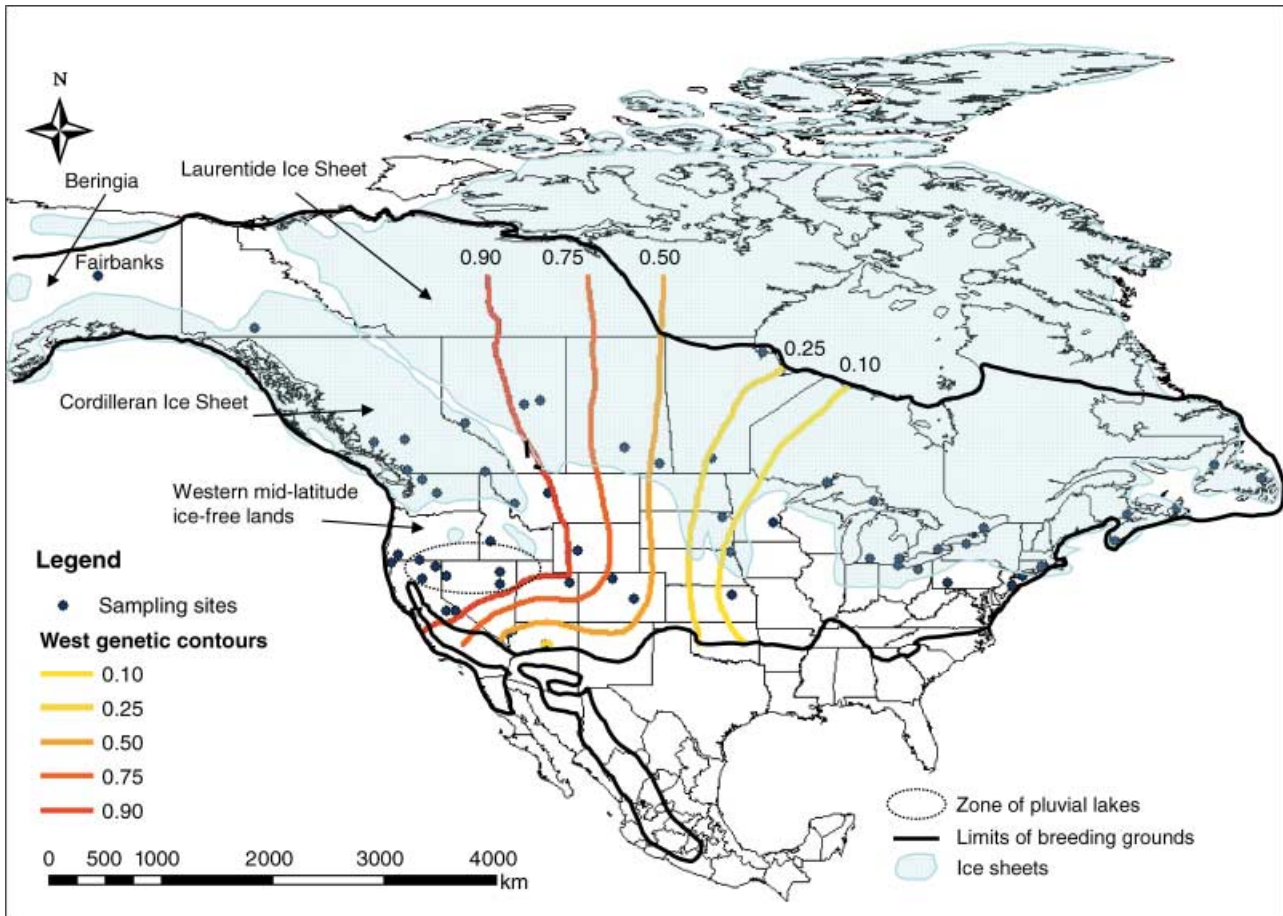 N
Beringia
Laurentide Ice Sheet
Fairbanks
0.90
0.75
0.50
0.25
0.10
Cordilleran Ice Sheet
Western mid-latitude
ice-free lands
Legend
Sampling sites
West genetic contours
0.10
0.25
0.50
0.75
0.90
0 500 1000 2000 3000 4000
km
Zone of pluvial lakes
Limits of breeding grounds
Ice sheets